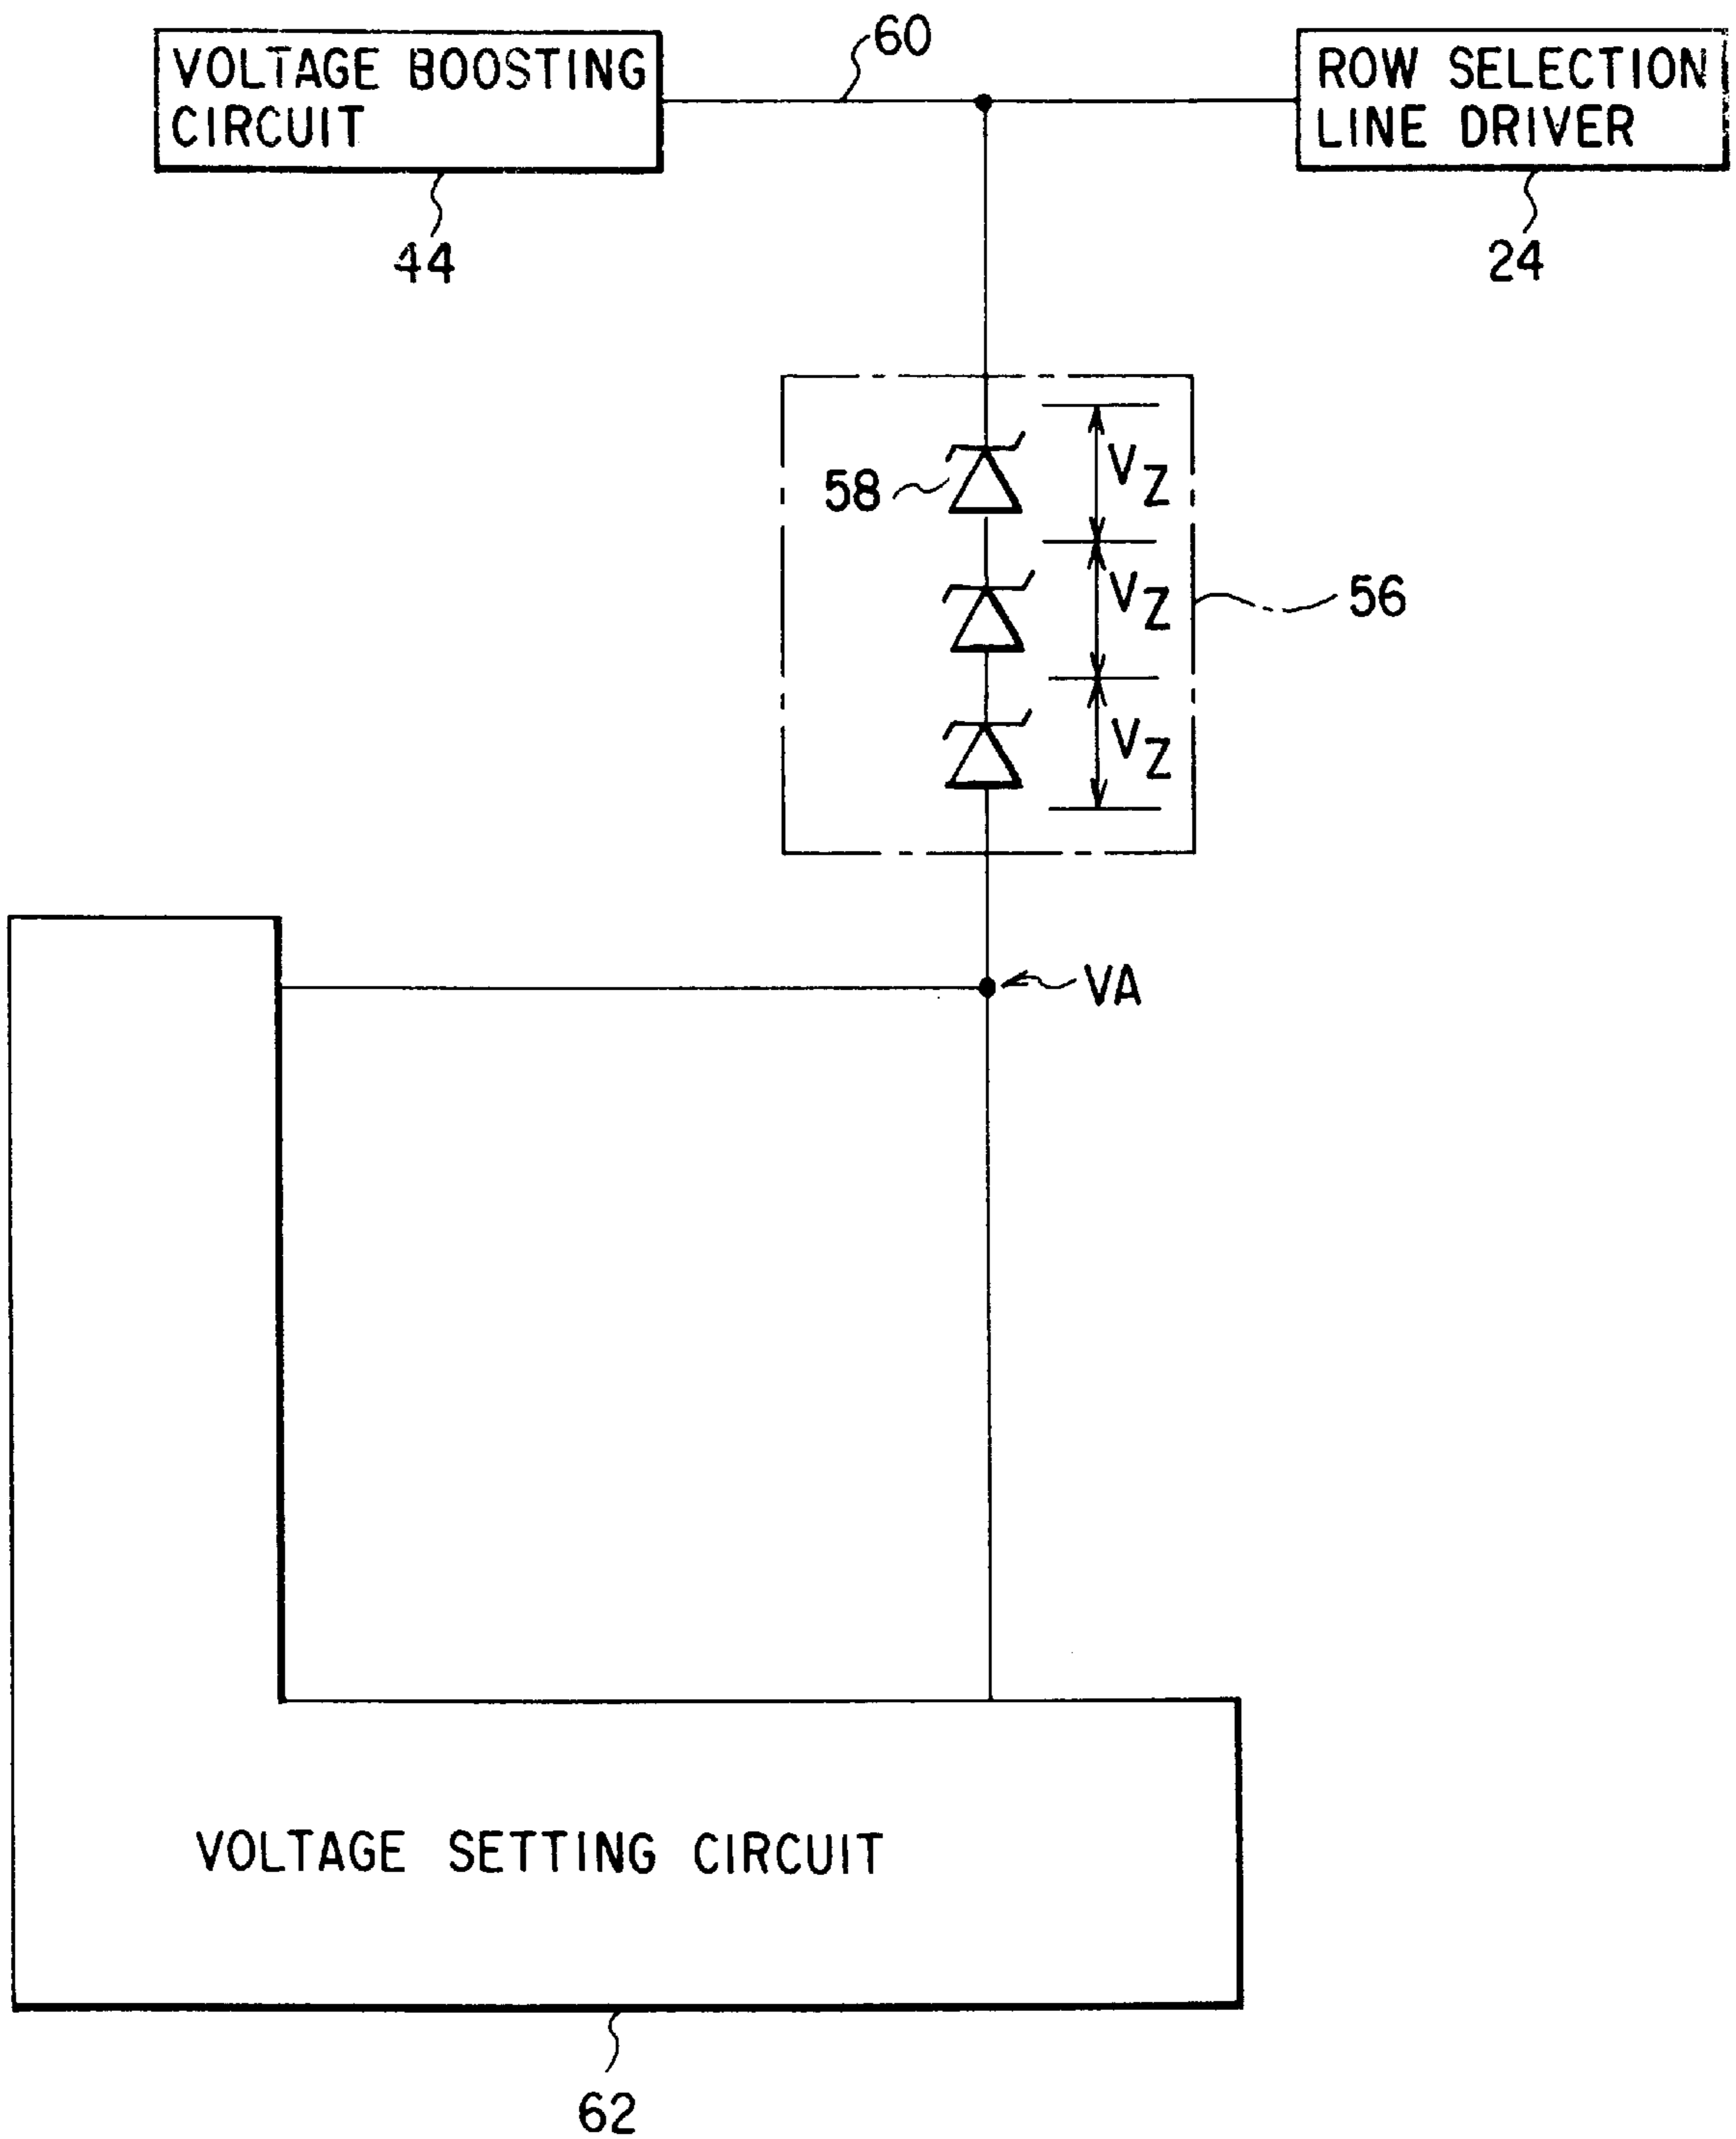 VOLTAGE BOOSTING
CIRCUIT
60
ROW SELECTION
LINE DRIVER
44
24
58
VZ
VZ
VZ
56
VA
VOLTAGE SETTING CIRCUIT
62